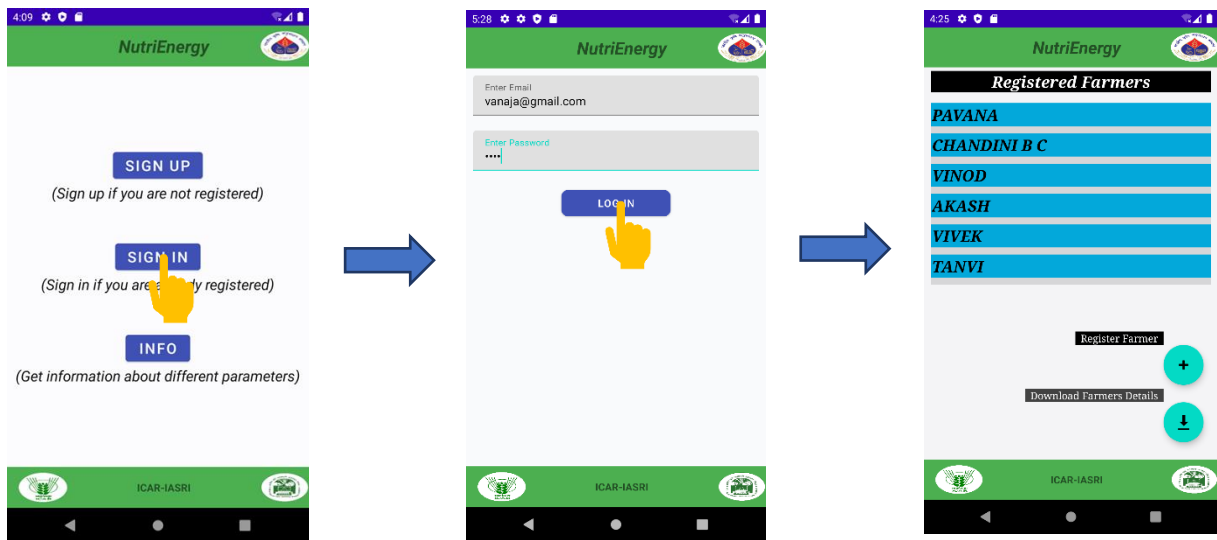 4:09
NutriEnergy
SIGN UP
(Sign up if you are not registered)
SIGN IN
(Sign in if you are already registered)
INFO
(Get information about different parameters)
ICAR-IASRI
5:28
NutriEnergy
Enter Email
vanaja@gmail.com
Enter Password
••••
LOG IN
ICAR-IASRI
4:25
NutriEnergy
Registered Farmers
PAVANA
CHANDINI B C
VINOD
AKASH
VIVEK
TANVI
Register Farmer
+
Download Farmers Details
ICAR-IASRI